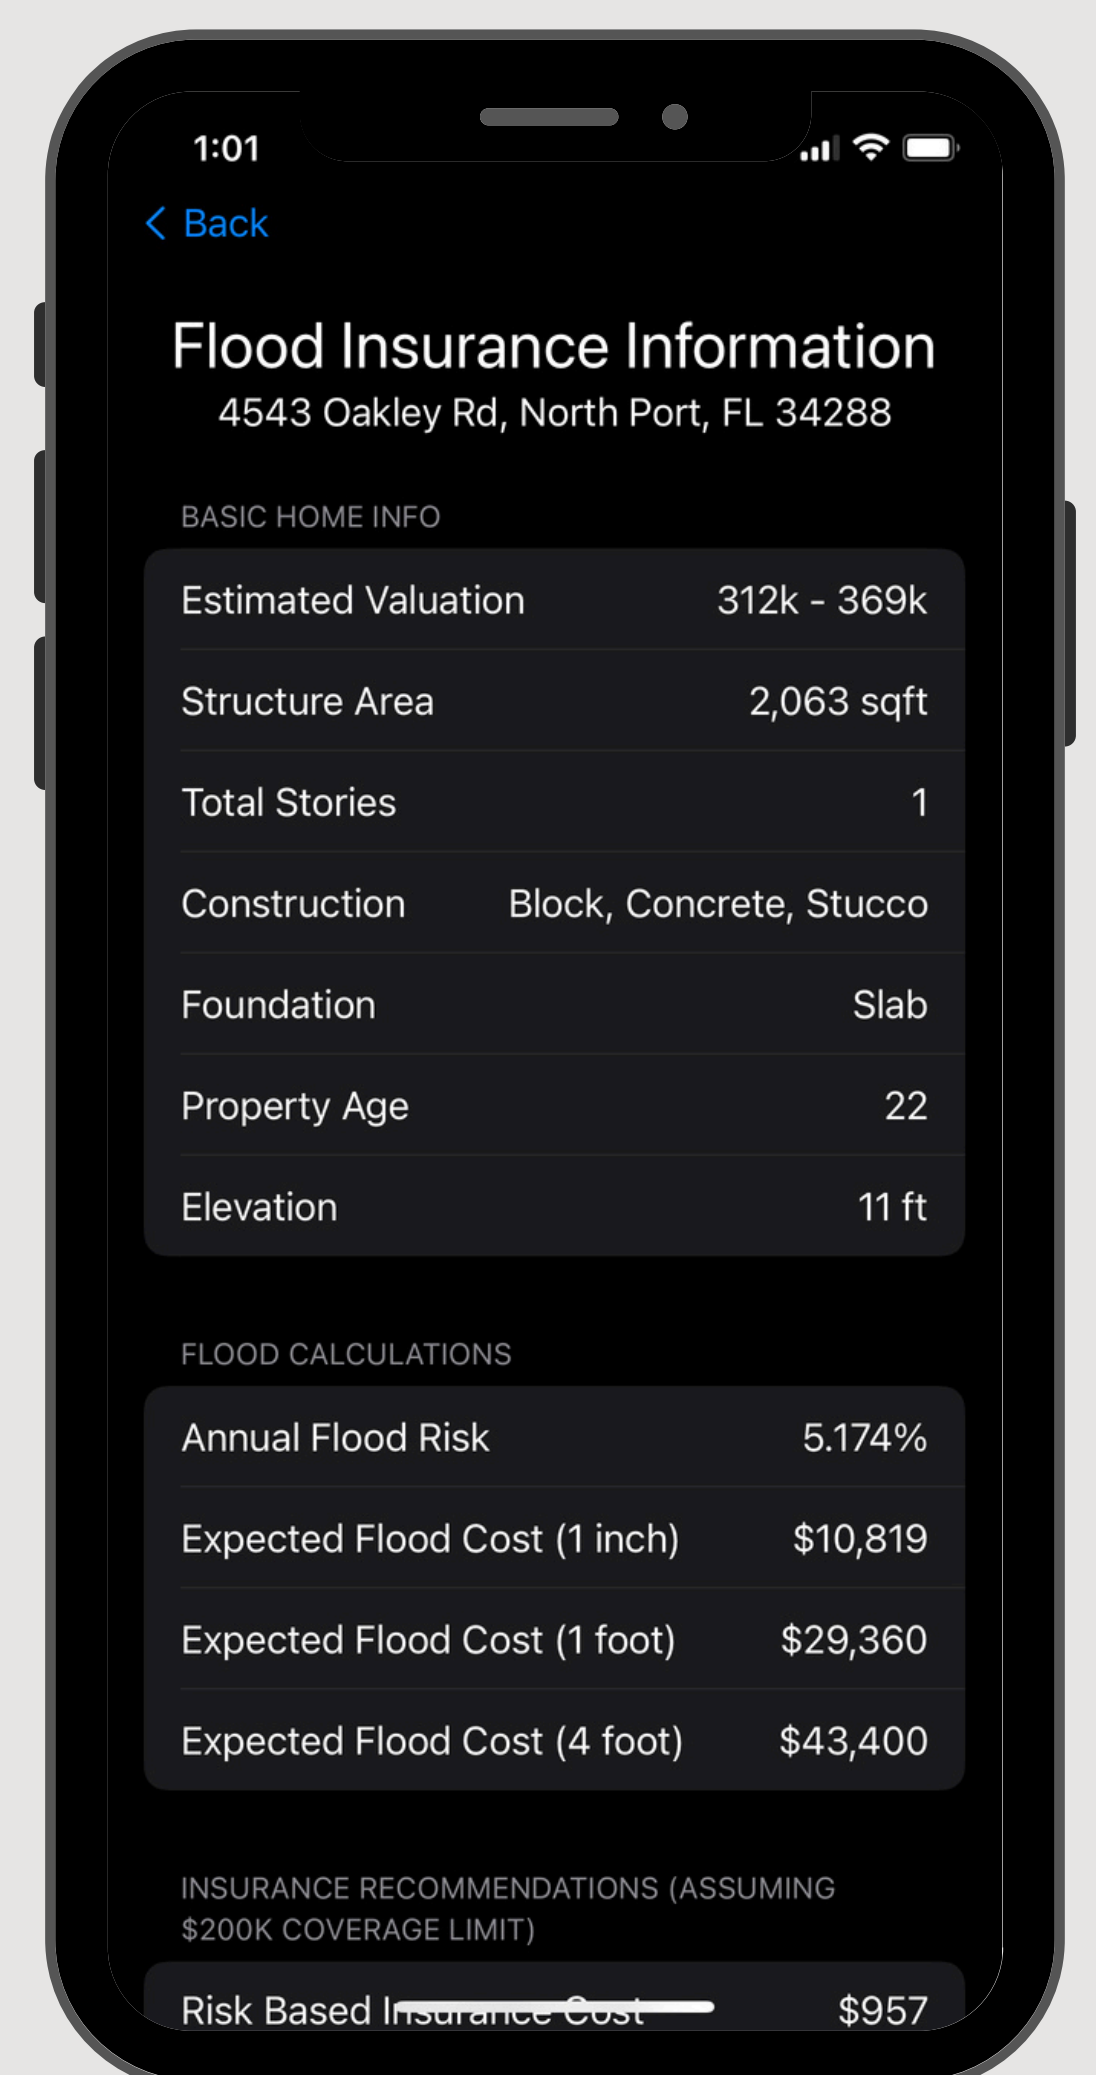 1:01
Back
Flood Insurance Information
4543 Oakley Rd, North Port, FL 34288
BASIC HOME INFO
Estimated Valuation 312k - 369k
Structure Area 2,063 sqft
Total Stories 1
Construction Block, Concrete, Stucco
Foundation Slab
Property Age 22
Elevation 11 ft
FLOOD CALCULATIONS
Annual Flood Risk 5.174%
Expected Flood Cost (1 inch) $10,819
Expected Flood Cost (1 foot) $29,360
Expected Flood Cost (4 foot) $43,400
INSURANCE RECOMMENDATIONS (ASSUMING
$200K COVERAGE LIMIT)
Risk Based Insurance Cost $957